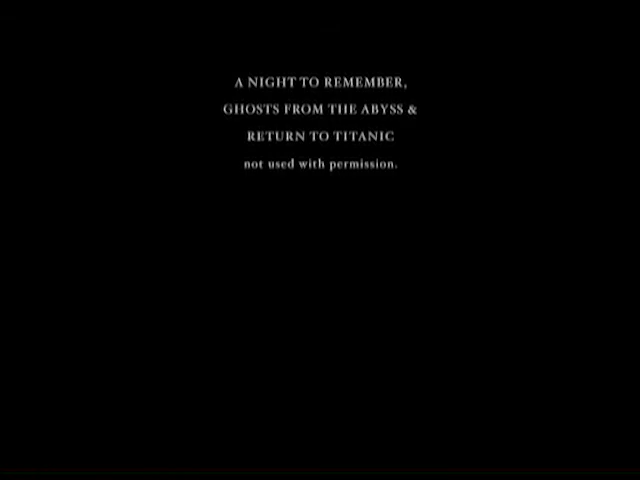 A NIGHT TO REMEMBER,
GHOSTS FROM THE ABYSS &
RETURN TO TITANIC
not used with permission.